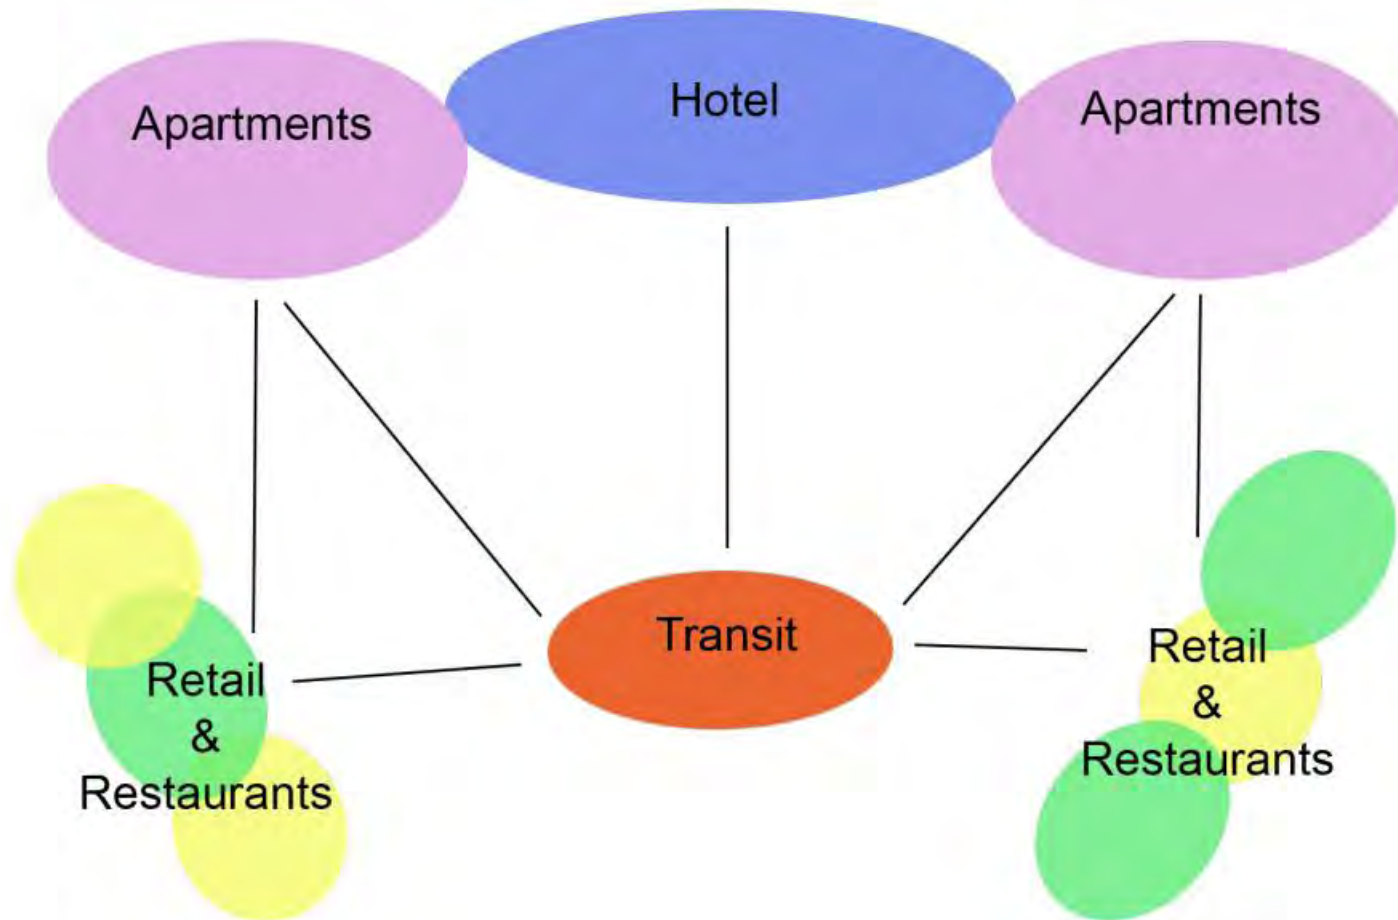 Apartments
Hotel
Apartments
Transit
Retail
&
Restaurants
Retail
&
Restaurants